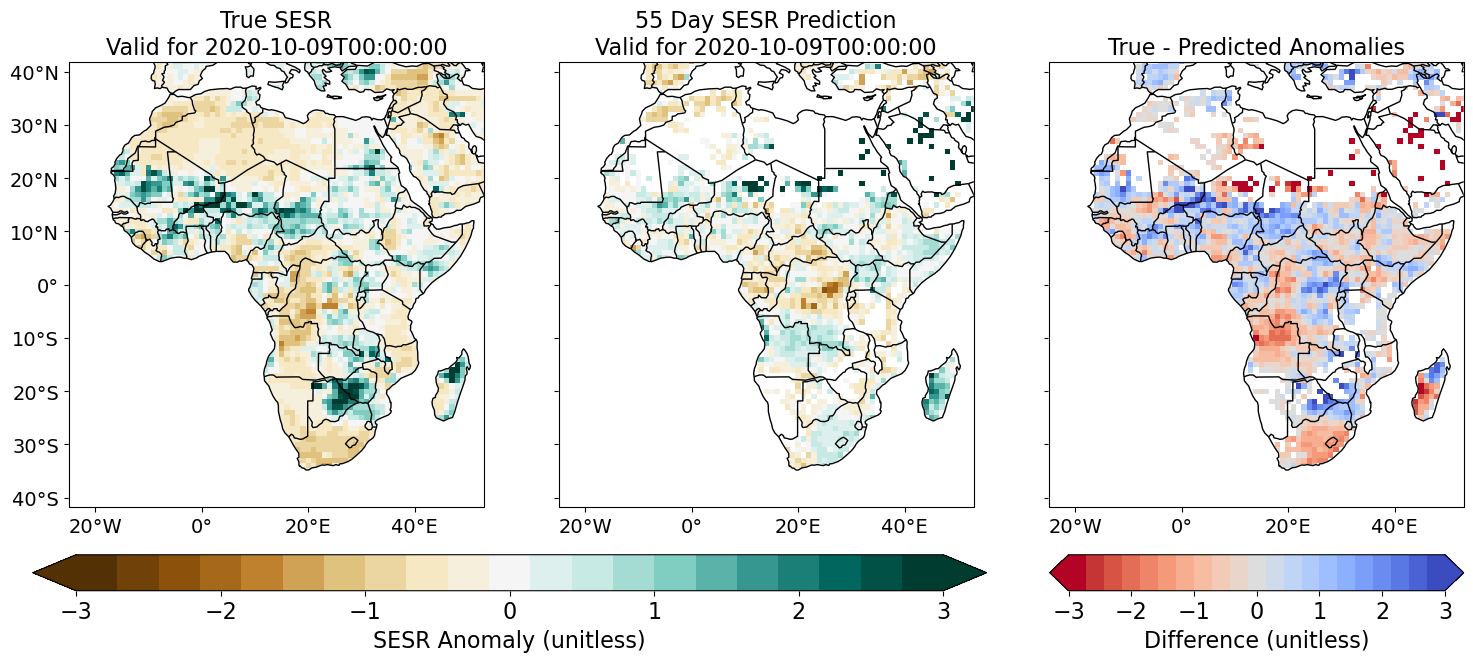 True SESR
Valid for 2020-10-09T00:00:00
55 Day SESR Prediction
Valid for 2020-10-09T00:00:00
True - Predicted Anomalies
40°N
30°N
20°N
10°N
0°
10°S
20°S
30°S
40°S
20°W 0° 20°E 40°E
20°W 0° 20°E 40°E
20°W 0° 20°E 40°E
−3 −2 −1 0 1 2 3
SESR Anomaly (unitless)
−3 −2 −1 0 1 2 3
Difference (unitless)